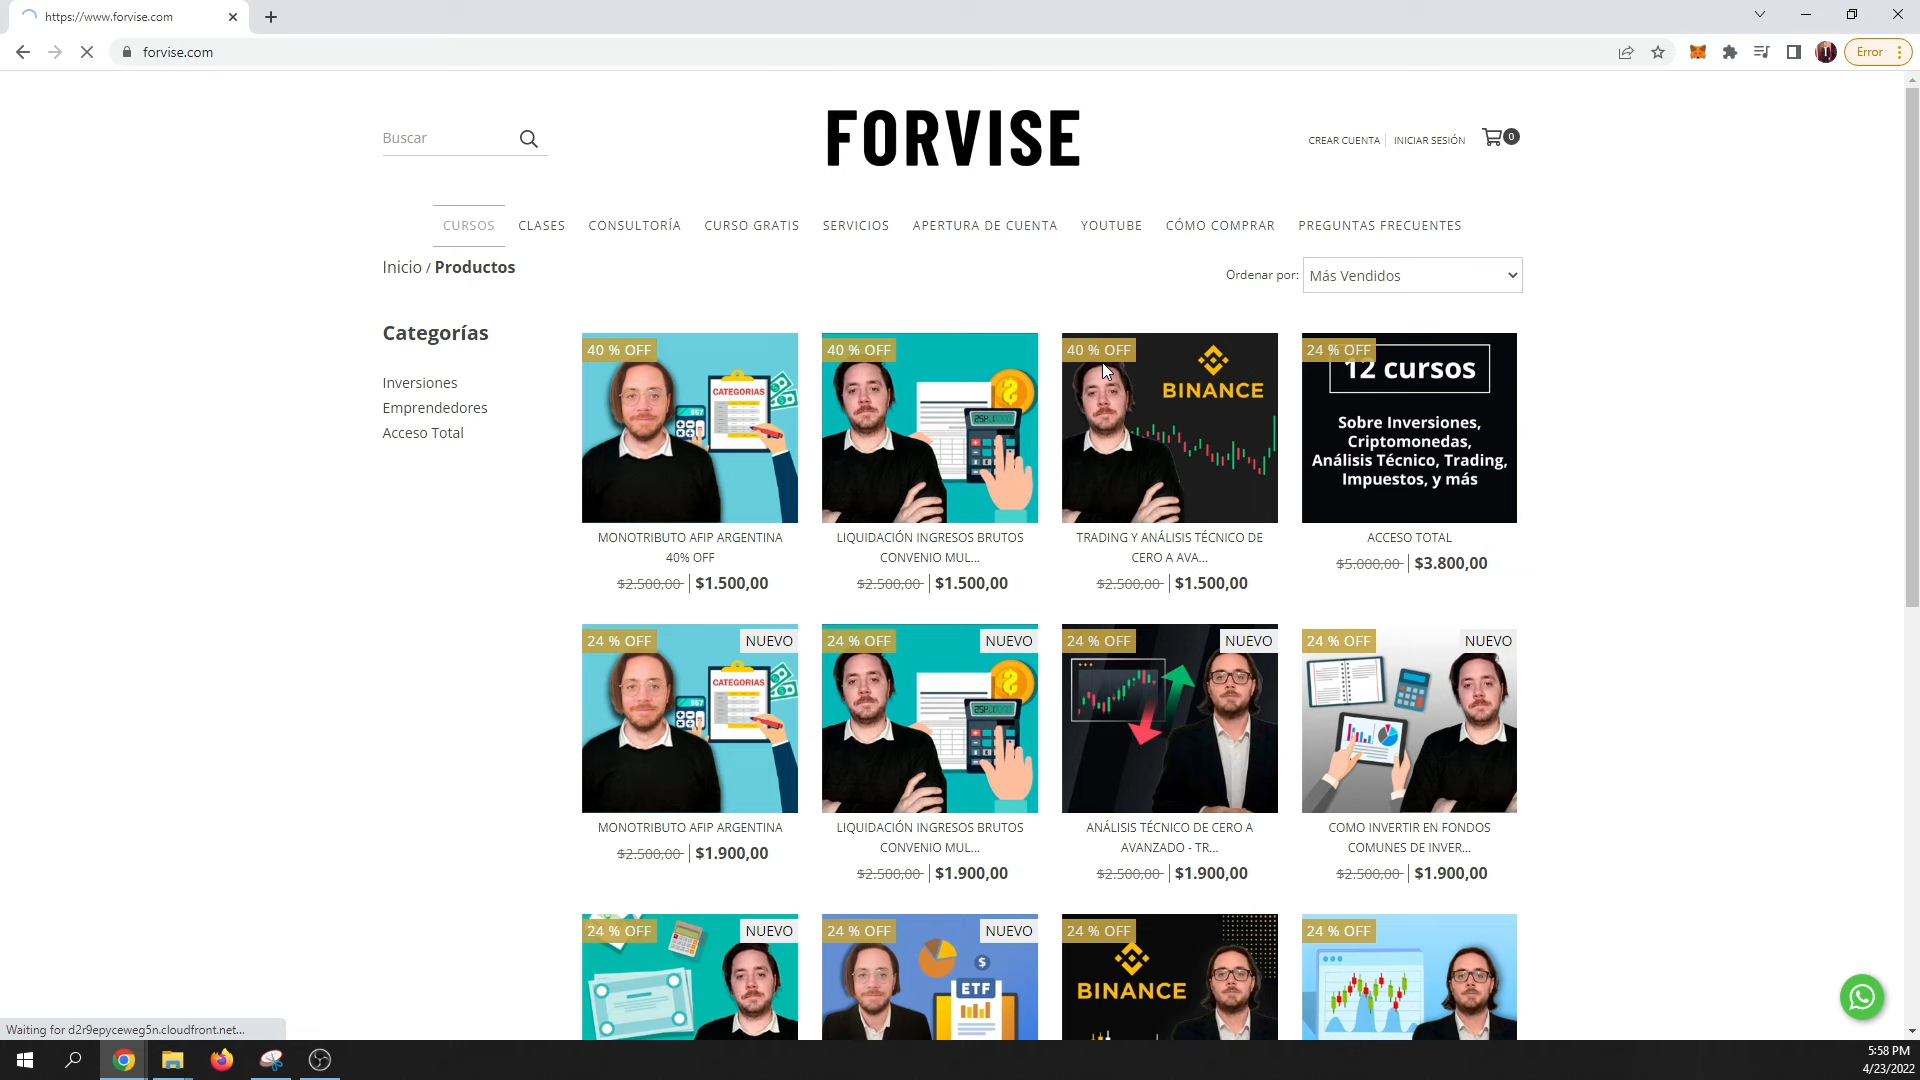 https://www.forvise.com
forvise.com
Error
Buscar
FORVISE
CREAR CUENTA
INICIAR SESIÓN
0
CURSOS
CLASES
CONSULTORÍA
CURSO GRATIS
SERVICIOS
APERTURA DE CUENTA
YOUTUBE
CÓMO COMPRAR
PREGUNTAS FRECUENTES
Inicio / Productos
Ordenar por:
Más Vendidos
Categorías
Inversiones
Emprendedores
Acceso Total
40 % OFF
CATEGORIAS
MONOTRIBUTO AFIP ARGENTINA
40% OFF
$2.500,00
$1.500,00
40 % OFF
LIQUIDACIÓN INGRESOS BRUTOS
CONVENIO MUL...
$2.500,00
$1.500,00
40 % OFF
BINANCE
TRADING Y ANÁLISIS TÉCNICO DE
CERO A AVA...
$2.500,00
$1.500,00
24 % OFF
12 cursos
Sobre Inversiones,
Criptomonedas,
Análisis Técnico, Trading,
Impuestos, y más
ACCESO TOTAL
$5.000,00
$3.800,00
24 % OFF
NUEVO
CATEGORIAS
MONOTRIBUTO AFIP ARGENTINA
$2.500,00
$1.900,00
24 % OFF
NUEVO
LIQUIDACIÓN INGRESOS BRUTOS
CONVENIO MUL...
$2.500,00
$1.900,00
24 % OFF
NUEVO
ANÁLISIS TÉCNICO DE CERO A
AVANZADO - TR...
$2.500,00
$1.900,00
24 % OFF
NUEVO
COMO INVERTIR EN FONDOS
COMUNES DE INVER...
$2.500,00
$1.900,00
24 % OFF
NUEVO
24 % OFF
NUEVO
ETF
24 % OFF
BINANCE
24 % OFF
Waiting for d2r9epyceweg5n.cloudfront.net...
5:58 PM
4/23/2022